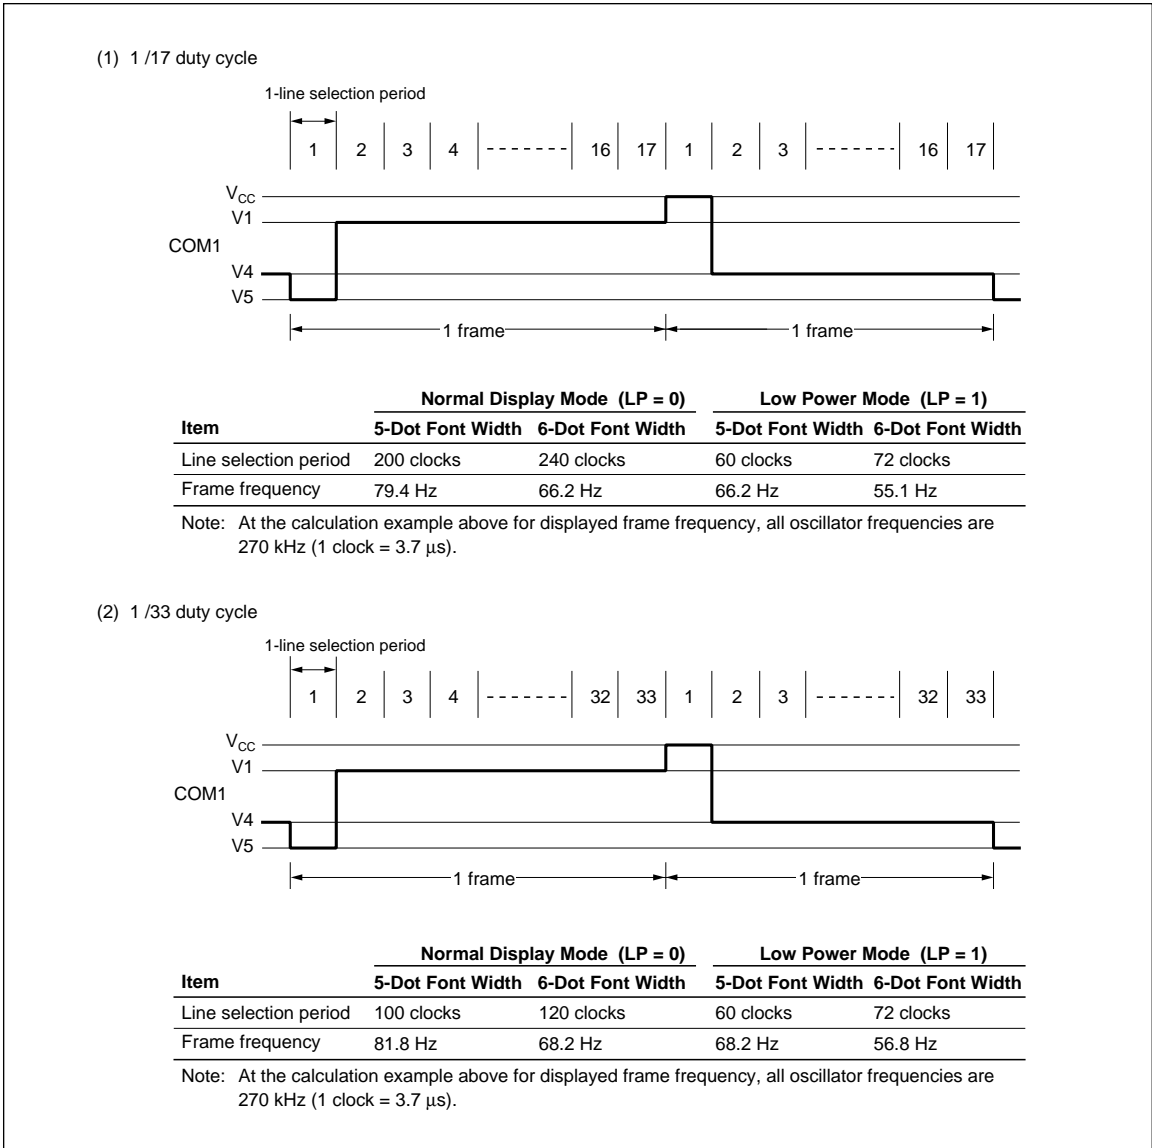 (1) 1 /17 duty cycle
1-line selection period
1 2 3 4 16 17 1 2 3 16 17
VCC
V1
COM1
V4
V5
1 frame 1 frame
Normal Display Mode (LP = 0) Low Power Mode (LP = 1)
Item 5-Dot Font Width 6-Dot Font Width 5-Dot Font Width 6-Dot Font Width
Line selection period 200 clocks 240 clocks 60 clocks 72 clocks
Frame frequency 79.4 Hz 66.2 Hz 66.2 Hz 55.1 Hz
Note: At the calculation example above for displayed frame frequency, all oscillator frequencies are
270 kHz (1 clock = 3.7 μs).
(2) 1 /33 duty cycle
1-line selection period
1 2 3 4 32 33 1 2 3 32 33
VCC
V1
COM1
V4
V5
1 frame 1 frame
Normal Display Mode (LP = 0) Low Power Mode (LP = 1)
Item 5-Dot Font Width 6-Dot Font Width 5-Dot Font Width 6-Dot Font Width
Line selection period 100 clocks 120 clocks 60 clocks 72 clocks
Frame frequency 81.8 Hz 68.2 Hz 68.2 Hz 56.8 Hz
Note: At the calculation example above for displayed frame frequency, all oscillator frequencies are
270 kHz (1 clock = 3.7 μs).